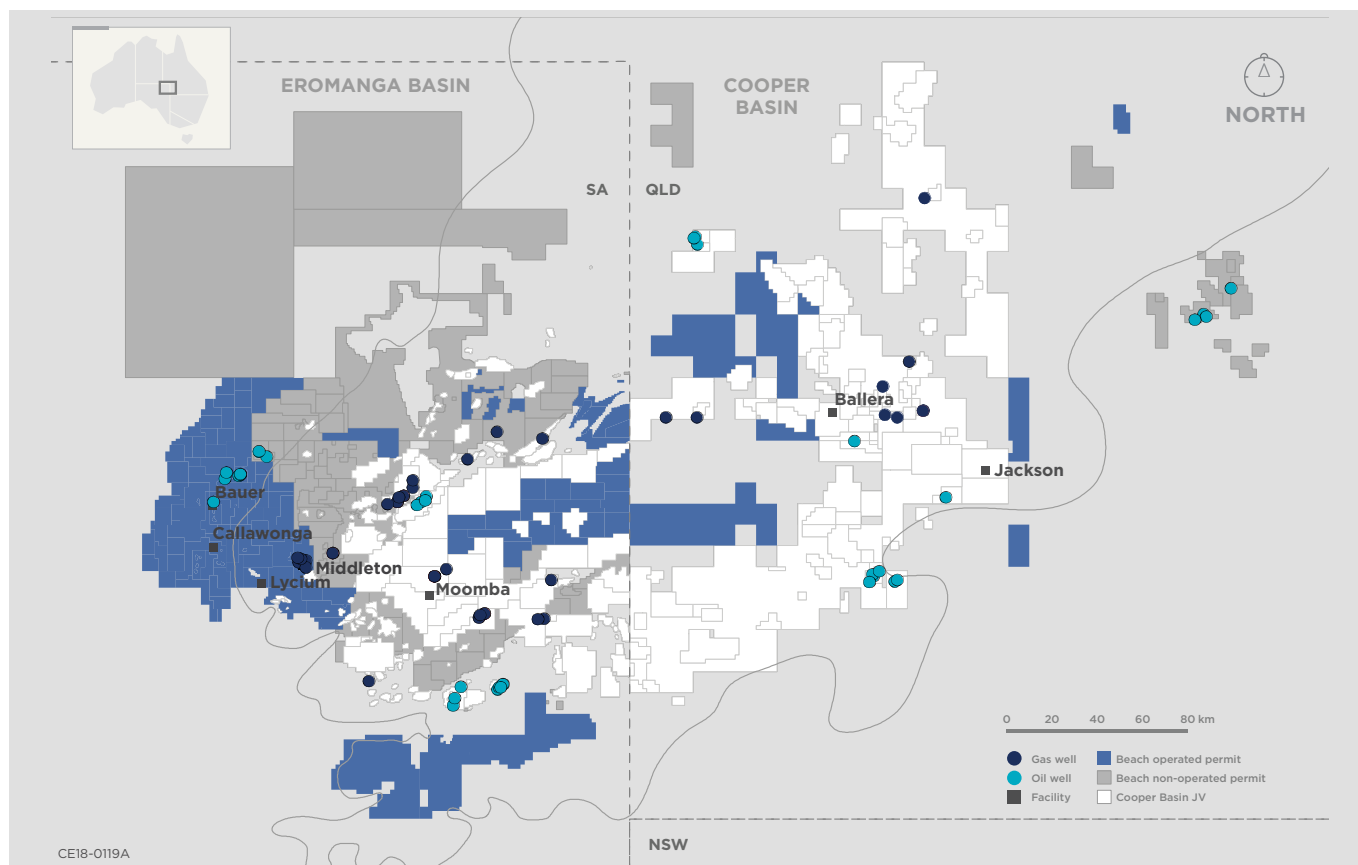 EROMANGA BASIN
COOPER
BASIN
NORTH
SA
QLD
Ballera
Jackson
Bauer
Callawonga
Middleton
Lycium
Moomba
0 20 40 60 80 km
Gas well
Beach operated permit
Oil well
Beach non-operated permit
Facility
Cooper Basin JV
NSW
CE18-0119A